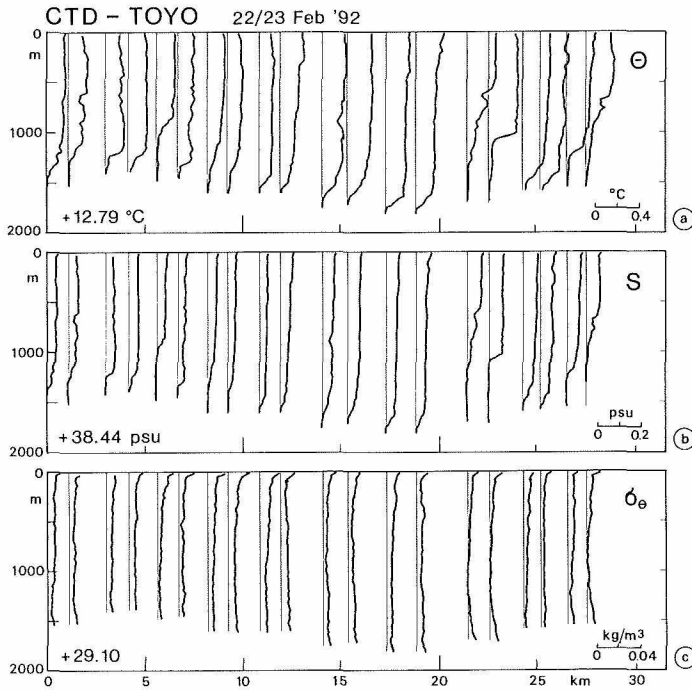 CTD - TOYO 22/23 Feb '92
0
m
1000
2000
Θ
+12.79 °C
°C
0 0.4
a
0
m
1000
2000
S
+38.44 psu
psu
0 0.2
b
0
m
1000
2000
σθ
+29.10
kg/m³
0 0.04
c
0 5 10 15 20 25 km 30